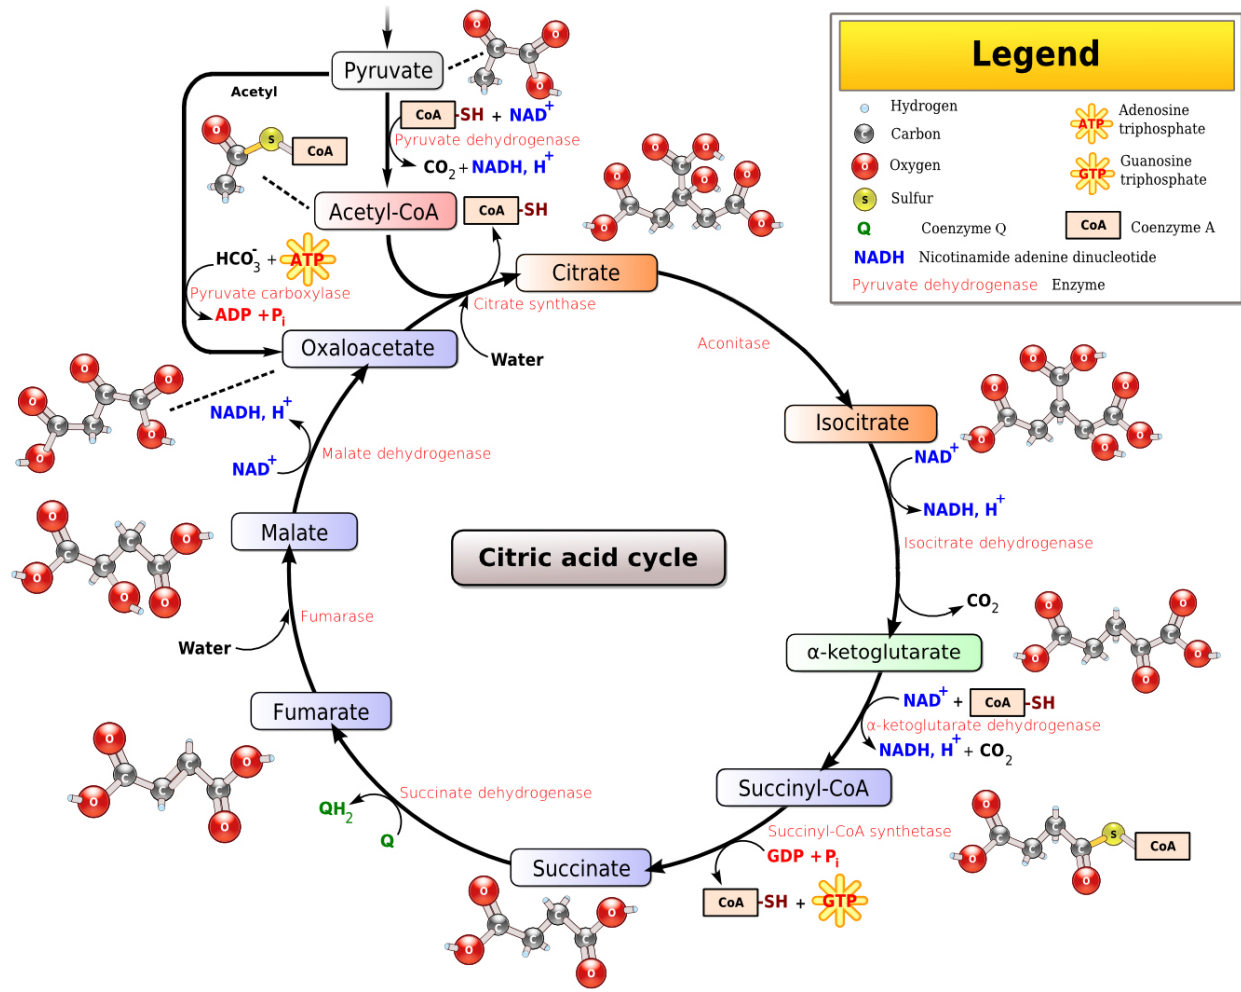 Legend
Hydrogen
Carbon
Oxygen
Sulfur
Q Coenzyme Q
NADH Nicotinamide adenine dinucleotide
Pyruvate dehydrogenase Enzyme
ATP Adenosine
triphosphate
GTP Guanosine
triphosphate
CoA Coenzyme A
O
O
C
C
C
O
Pyruvate
Acetyl
CoA-SH + NAD+
Pyruvate dehydrogenase
CO2 + NADH, H+
O
S
CoA
C
C
Acetyl-CoA
CoA-SH
HCO3- + ATP
Pyruvate carboxylase
ADP + Pi
Citrate
Citrate synthase
Water
Oxaloacetate
Aconitase
Isocitrate
NAD+
NADH, H+
Isocitrate dehydrogenase
CO2
α-ketoglutarate
NAD+ + CoA-SH
α-ketoglutarate dehydrogenase
NADH, H+ + CO2
Succinyl-CoA
Succinyl-CoA synthetase
GDP + Pi
CoA-SH + GTP
S
CoA
Succinate
Succinate dehydrogenase
QH2
Q
Fumarate
Fumarase
Water
Malate
Malate dehydrogenase
NAD+
NADH, H+
Citric acid cycle